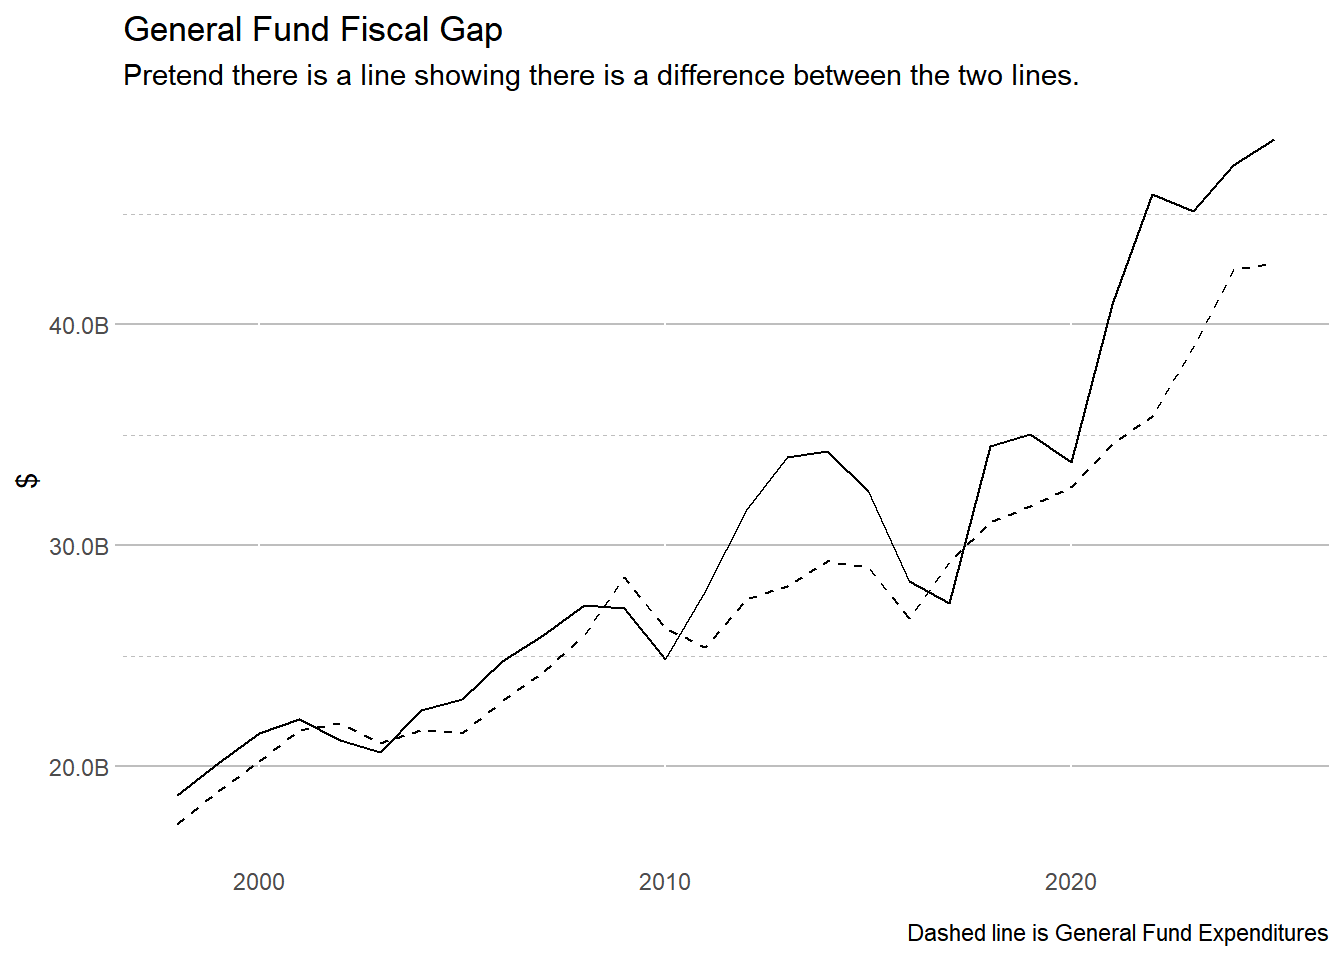 General Fund Fiscal Gap
Pretend there is a line showing there is a difference between the two lines.
$
40.0B
30.0B
20.0B
2000
2010
2020
Dashed line is General Fund Expenditures